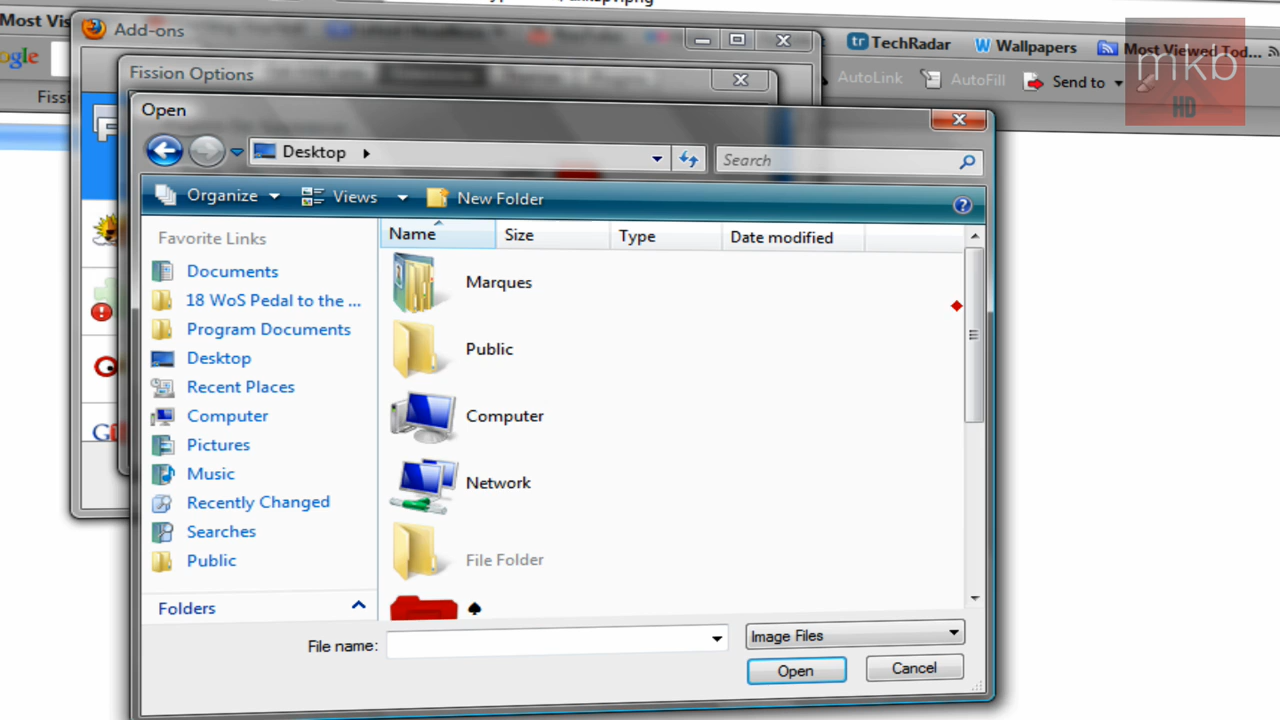 Most Vie
Add-ons
TechRadar
Wallpapers
Most Viewed Tod...
mkb
HD
ogle
Fission Options
AutoLink
AutoFill
Send to
Fissi
Open
Desktop
Search
Organize
Views
New Folder
Favorite Links
Name
Size
Type
Date modified
Documents
18 WoS Pedal to the ...
Program Documents
Desktop
Recent Places
Computer
Pictures
Music
Recently Changed
Searches
Public
Marques
Public
Computer
Network
File Folder
♠
Folders
File name:
Image Files
Open
Cancel